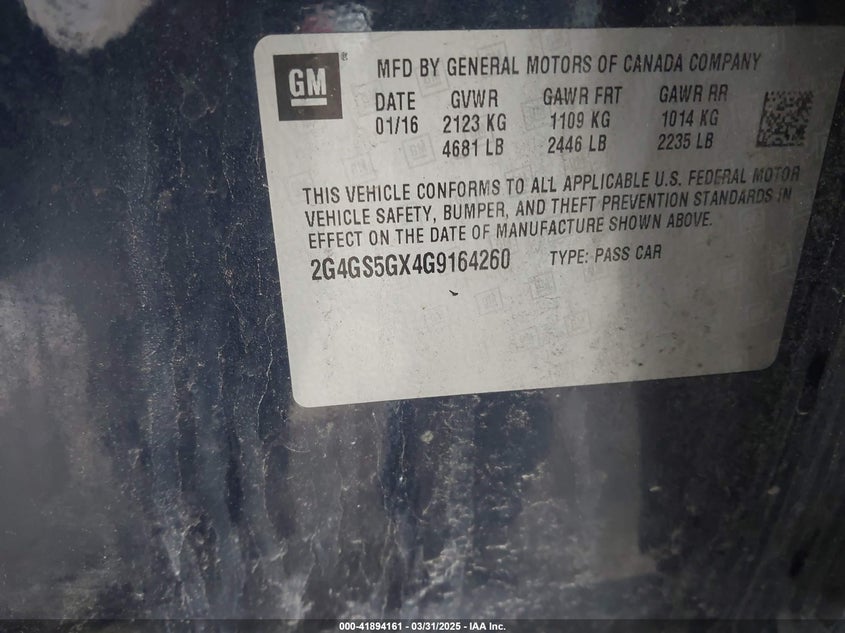 GM
®
MFD BY GENERAL MOTORS OF CANADA COMPANY
DATE GVWR GAWR FRT GAWR RR
01/16 2123 KG 1109 KG 1014 KG
4681 LB 2446 LB 2235 LB
THIS VEHICLE CONFORMS TO ALL APPLICABLE U.S. FEDERAL MOTOR
VEHICLE SAFETY, BUMPER, AND THEFT PREVENTION STANDARDS IN
EFFECT ON THE DATE OF MANUFACTURE SHOWN ABOVE.
2G4GS5GX4G9164260 TYPE: PASS CAR
000-41894161 - 03/31/2025 - IAA Inc.